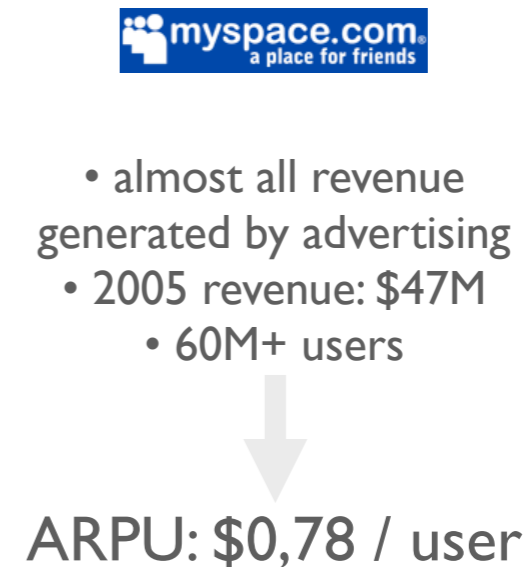 myspace.com®
a place for friends
• almost all revenue
generated by advertising
• 2005 revenue: $47M
• 60M+ users
ARPU: $0,78 / user